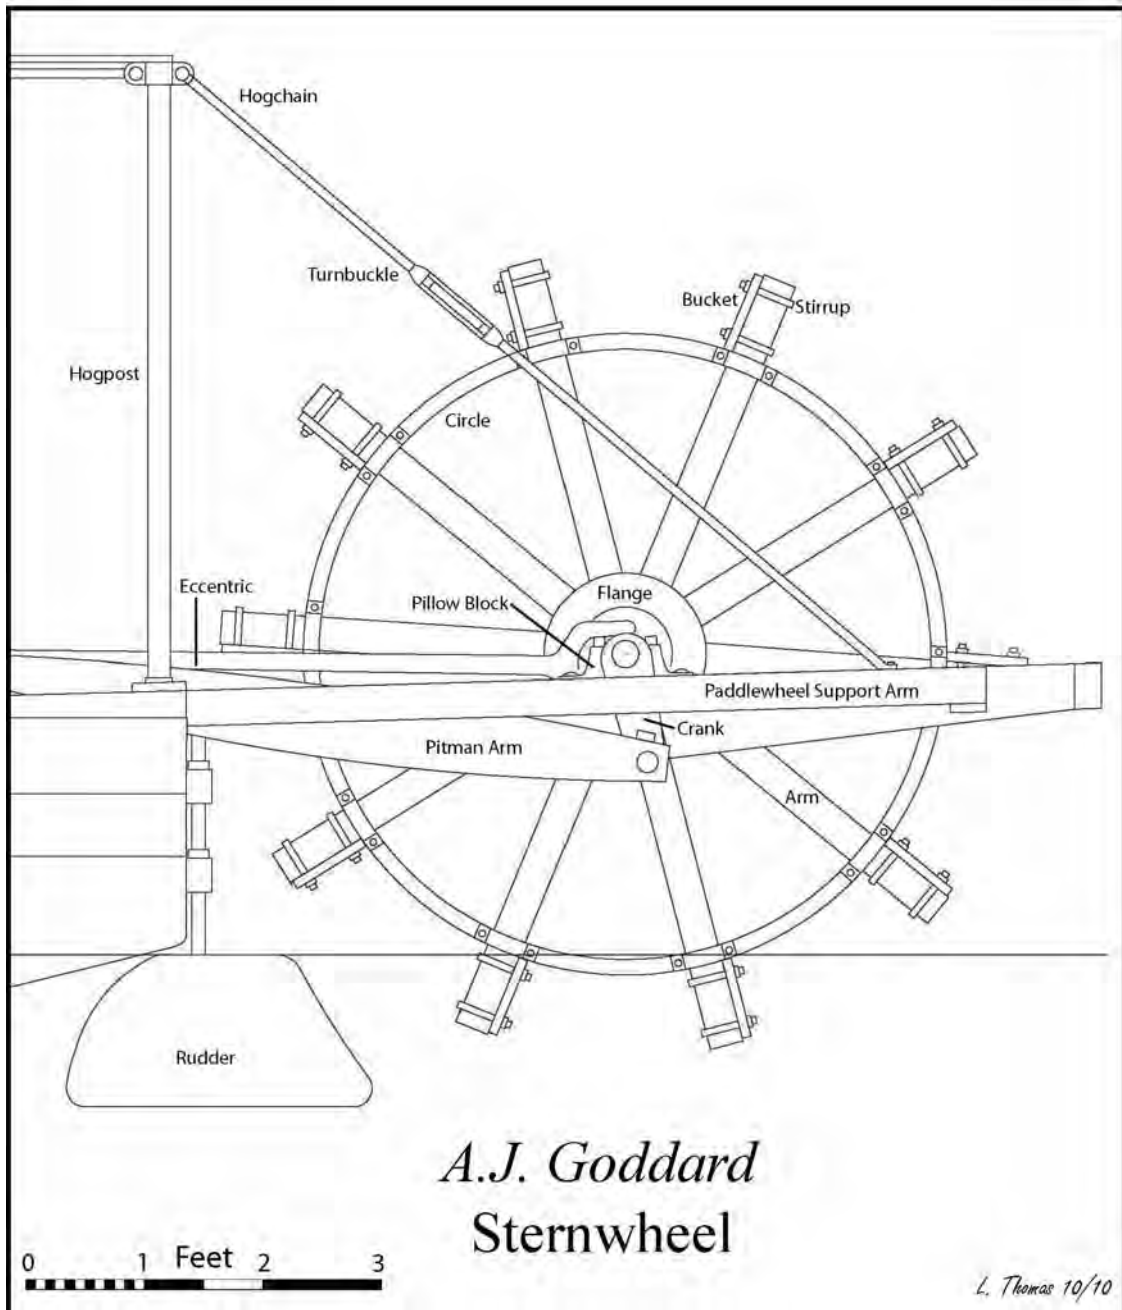 Hogchain
Turnbuckle
Bucket
Stirrup
Hogpost
Circle
Eccentric
Pillow Block
Flange
Paddlewheel Support Arm
Crank
Pitman Arm
Arm
Rudder
A.J. Goddard
Sternwheel
0 1 Feet 2 3
L. Thomas 10/10